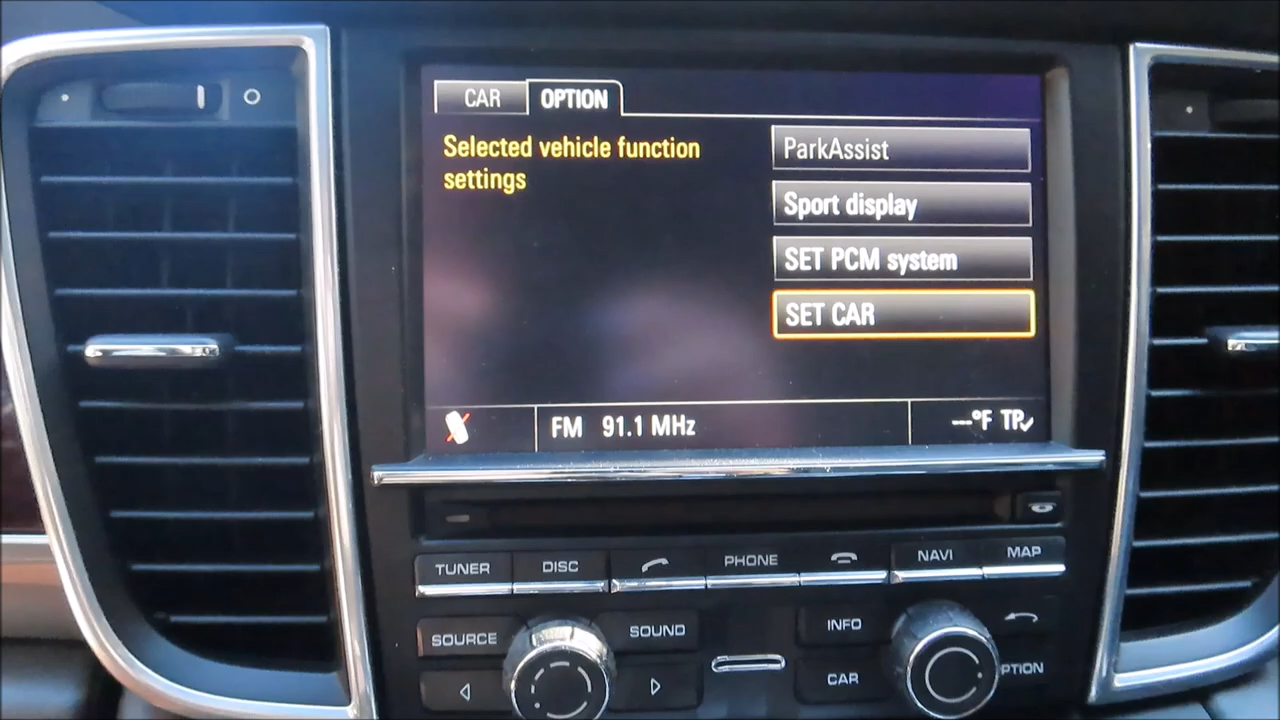 CAR OPTION
Selected vehicle function
settings
ParkAssist
Sport display
SET PCM system
SET CAR
FM 91.1 MHz
---°F TP
TUNER DISC PHONE NAVI MAP
SOURCE SOUND INFO
CAR PTION